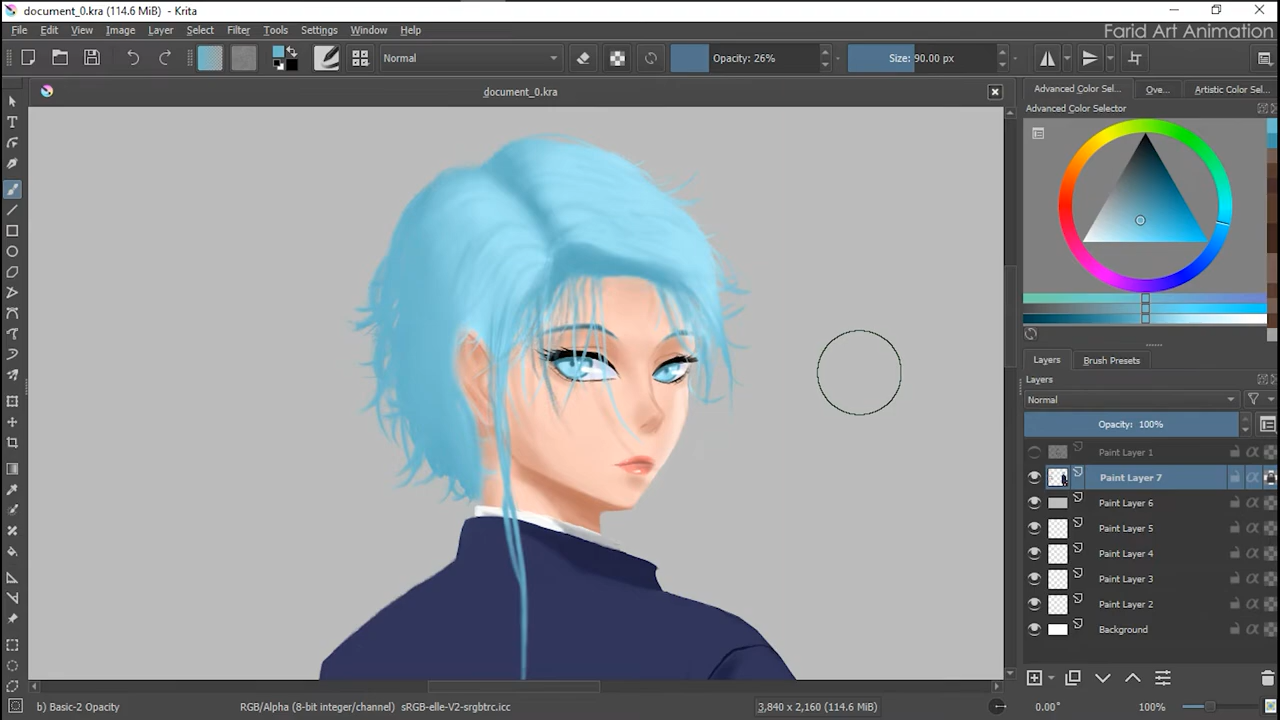 document_0.kra (114.6 MiB) - Krita
File Edit View Image Layer Select Filter Tools Settings Window Help
Farid Art Animation
Normal
Opacity: 26%
Size: 90.00 px
document_0.kra
Advanced Color Sel... Ove... Artistic Color Sel...
Advanced Color Selector
Layers Brush Presets
Layers
Normal
Opacity: 100%
Paint Layer 1
Paint Layer 7
Paint Layer 6
Paint Layer 5
Paint Layer 4
Paint Layer 3
Paint Layer 2
Background
b) Basic-2 Opacity
RGB/Alpha (8-bit integer/channel) sRGB-elle-V2-srgbtrc.icc
3,840 x 2,160 (114.6 MiB)
0.00°
100%